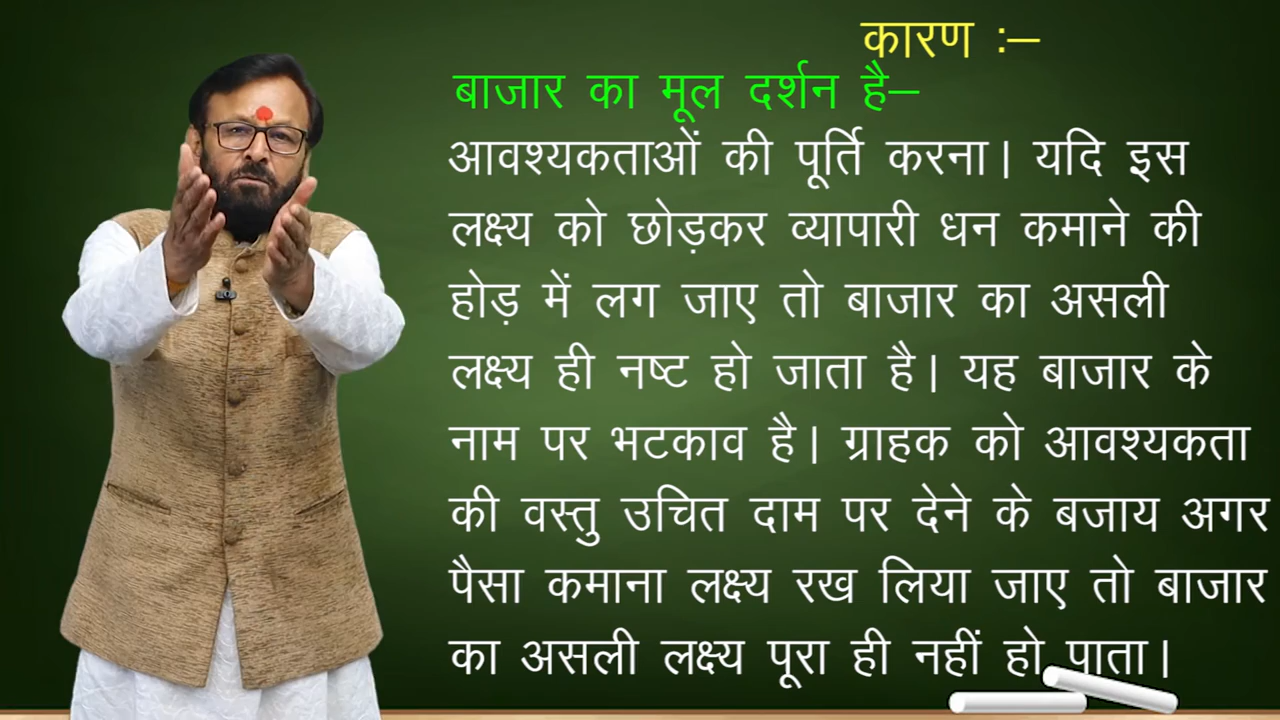 कारण :–
बाजार का मूल दर्शन है–
आवश्यकताओं की पूर्ति करना। यदि इस
लक्ष्य को छोड़कर व्यापारी धन कमाने की
होड़ में लग जाए तो बाजार का असली
लक्ष्य ही नष्ट हो जाता है। यह बाजार के
नाम पर भटकाव है। ग्राहक को आवश्यकता
की वस्तु उचित दाम पर देने के बजाय अगर
पैसा कमाना लक्ष्य रख लिया जाए तो बाजार
का असली लक्ष्य पूरा ही नहीं हो पाता।